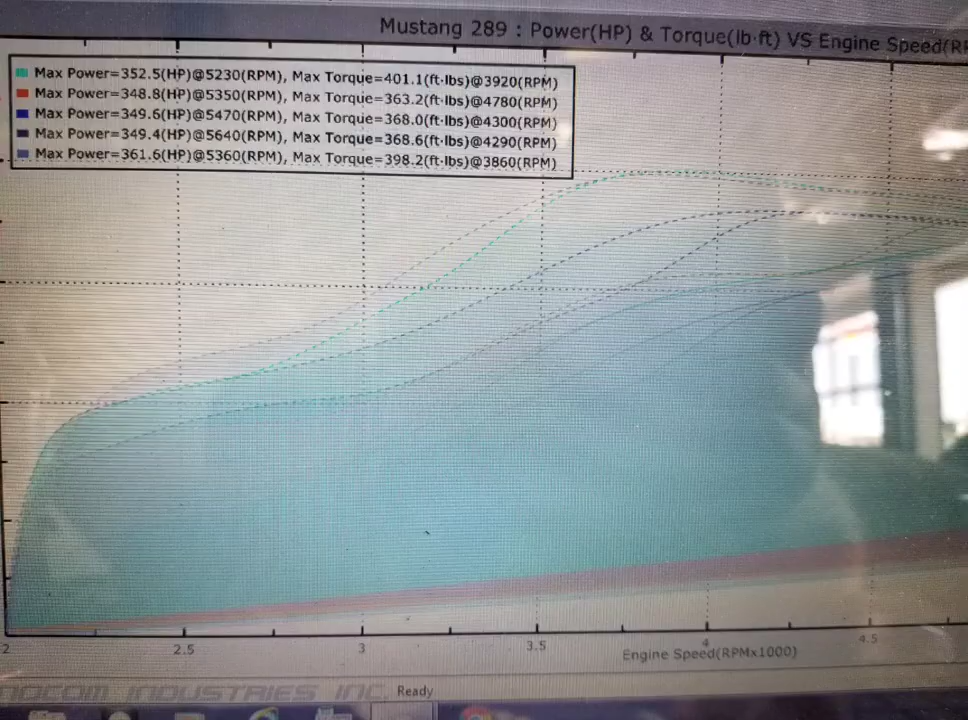 Mustang 289 : Power(HP) & Torque(lb·ft) VS Engine Speed(RP
Max Power=352.5(HP)@5230(RPM), Max Torque=401.1(ft·lbs)@3920(RPM)
Max Power=348.8(HP)@5350(RPM), Max Torque=363.2(ft·lbs)@4780(RPM)
Max Power=349.6(HP)@5470(RPM), Max Torque=368.0(ft·lbs)@4300(RPM)
Max Power=349.4(HP)@5640(RPM), Max Torque=368.6(ft·lbs)@4290(RPM)
Max Power=361.6(HP)@5360(RPM), Max Torque=398.2(ft·lbs)@3860(RPM)
2 2.5 3 3.5 4 4.5
Engine Speed(RPMx1000)
INDUSTRIES INC. Ready